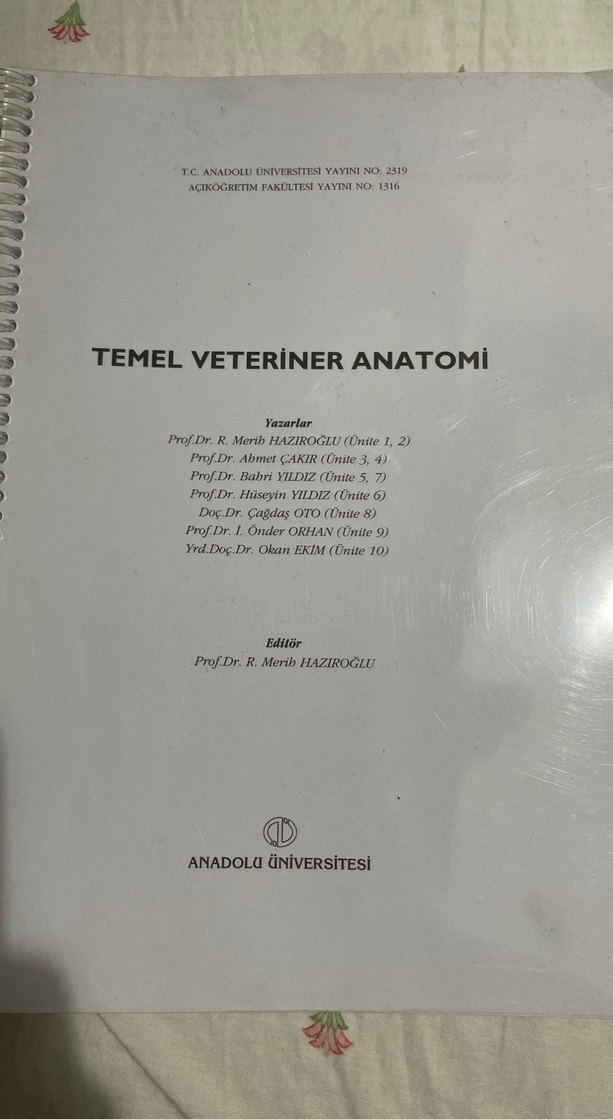 T.C. ANADOLU ÜNİVERSİTESİ YAYINI NO: 2319
AÇIKÖĞRETİM FAKÜLTESİ YAYINI NO: 1316
TEMEL VETERİNER ANATOMİ
Yazarlar
Prof.Dr. R. Merih HAZIROĞLU (Ünite 1, 2)
Prof.Dr. Ahmet ÇAKIR (Ünite 3, 4)
Prof.Dr. Bahri YILDIZ (Ünite 5, 7)
Prof.Dr. Hüseyin YILDIZ (Ünite 6)
Doç.Dr. Çağdaş OTO (Ünite 8)
Prof.Dr. İ. Önder ORHAN (Ünite 9)
Yrd.Doç.Dr. Okan EKİM (Ünite 10)
Editör
Prof.Dr. R. Merih HAZIROĞLU
ANADOLU ÜNİVERSİTESİ